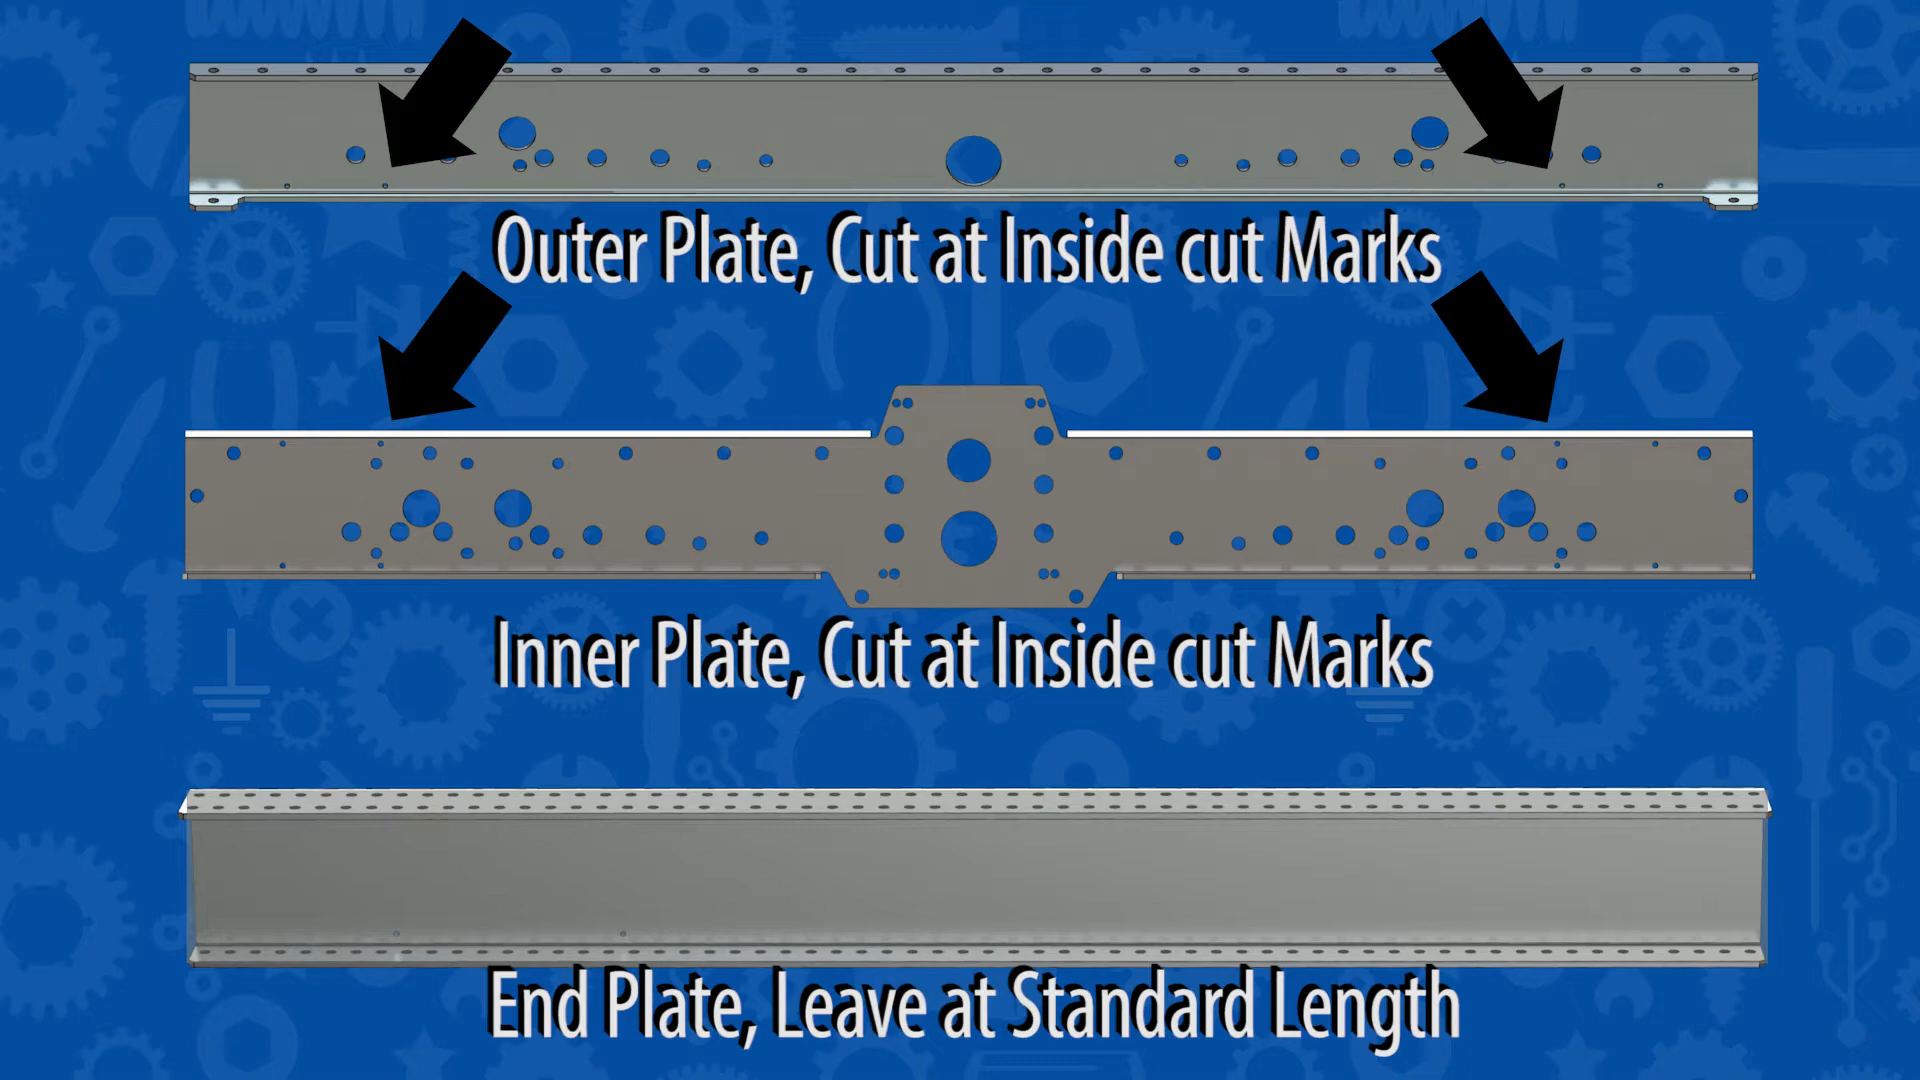 Outer Plate, Cut at Inside cut Marks
Inner Plate, Cut at Inside cut Marks
End Plate, Leave at Standard Length